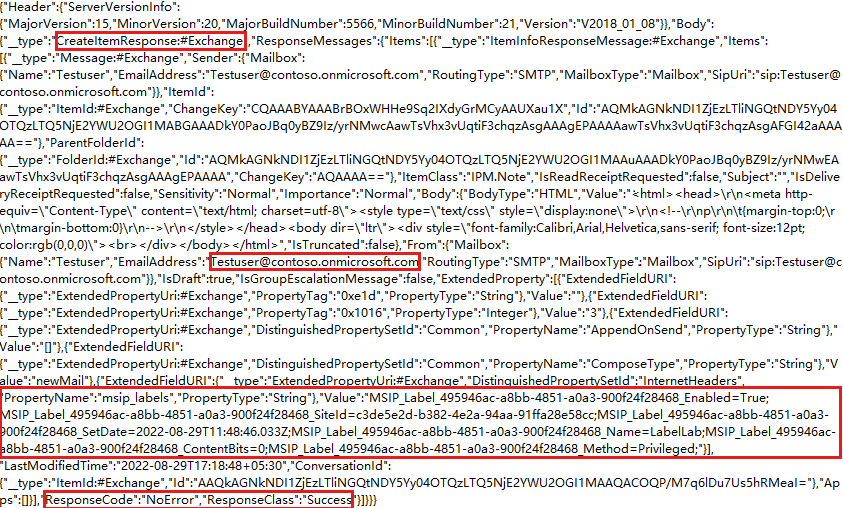 {"Header":{"ServerVersionInfo":
{"MajorVersion":15,"MinorVersion":20,"MajorBuildNumber":5566,"MinorBuildNumber":21,"Version":"V2018_01_08"}},"Body":
{"__type":"CreateItemResponse:#Exchange","ResponseMessages":{"Items":[{"__type":"ItemInfoResponseMessage:#Exchange","Items":
[{"__type":"Message:#Exchange","Sender":{"Mailbox":
{"Name":"Testuser","EmailAddress":"Testuser@contoso.onmicrosoft.com","RoutingType":"SMTP","MailboxType":"Mailbox","SipUri":"sip:Testuser@
contoso.onmicrosoft.com"}},"ItemId":
{"__type":"ItemId:#Exchange","ChangeKey":"CQAAABYAAABrBOxWHHe9Sq2IXdyGrMCyAAUXau1X","Id":"AQMkAGNkNDI1ZjEzLTliNGQtNDY5Yy04
OTQzLTQ5NjE2YWU2OGI1MABGAAADkY0PaoJBq0yBZ9Iz/yrNMwcAawTsVhx3vUqtiF3chqzAsgAAAgEPAAAAawTsVhx3vUqtiF3chqzAsgAFGI42aAAA
AA=="},"ParentFolderId":
{"__type":"FolderId:#Exchange","Id":"AQMkAGNkNDI1ZjEzLTliNGQtNDY5Yy04OTQzLTQ5NjE2YWU2OGI1MAAuAAADkY0PaoJBq0yBZ9Iz/yrNMwEA
awTsVhx3vUqtiF3chqzAsgAAAgEPAAAA","ChangeKey":"AQAAAA=="},"ItemClass":"IPM.Note","IsReadReceiptRequested":false,"Subject":"","IsDeliv
eryReceiptRequested":false,"Sensitivity":"Normal","Importance":"Normal","Body":{"BodyType":"HTML","Value":"<html><head>\r\n<meta http-
equiv=\"Content-Type\" content=\"text/html; charset=utf-8\"><style type=\"text/css\" style=\"display:none\">\r\n<!--\r\np\r\n\t{margin-top:0;\r
\n\tmargin-bottom:0}\r\n-->\r\n</style></head><body dir=\"ltr\"><div style=\"font-family:Calibri,Arial,Helvetica,sans-serif; font-size:12pt;
color:rgb(0,0,0)\"><br></div></body></html>","IsTruncated":false},"From":{"Mailbox":
{"Name":"Testuser","EmailAddress":"Testuser@contoso.onmicrosoft.com","RoutingType":"SMTP","MailboxType":"Mailbox","SipUri":"sip:Testuser@c
ontoso.onmicrosoft.com"}},"IsDraft":true,"IsGroupEscalationMessage":false,"ExtendedProperty":[{"ExtendedFieldURI":
{"__type":"ExtendedPropertyUri:#Exchange","PropertyTag":"0xe1d","PropertyType":"String"},"Value":""},{"ExtendedFieldURI":
{"__type":"ExtendedPropertyUri:#Exchange","PropertyTag":"0x1016","PropertyType":"Integer"},"Value":"3"},{"ExtendedFieldURI":
{"__type":"ExtendedPropertyUri:#Exchange","DistinguishedPropertySetId":"Common","PropertyName":"AppendOnSend","PropertyType":"String"},"
Value":"[]"},{"ExtendedFieldURI":
{"__type":"ExtendedPropertyUri:#Exchange","DistinguishedPropertySetId":"Common","PropertyName":"ComposeType","PropertyType":"String"},"Va
lue":"newMail"},{"ExtendedFieldURI":{"__type":"ExtendedPropertyUri:#Exchange","DistinguishedPropertySetId":"InternetHeaders",
"PropertyName":"msip_labels","PropertyType":"String"},"Value":"MSIP_Label_495946ac-a8bb-4851-a0a3-900f24f28468_Enabled=True;
MSIP_Label_495946ac-a8bb-4851-a0a3-900f24f28468_SiteId=c3de5e2d-b382-4e2a-94aa-91ffa28e58cc;MSIP_Label_495946ac-a8bb-4851-a0a3-
900f24f28468_SetDate=2022-08-29T11:48:46.033Z;MSIP_Label_495946ac-a8bb-4851-a0a3-900f24f28468_Name=LabelLab;MSIP_Label_495946ac-
a8bb-4851-a0a3-900f24f28468_ContentBits=0;MSIP_Label_495946ac-a8bb-4851-a0a3-900f24f28468_Method=Privileged;"}],
"LastModifiedTime":"2022-08-29T17:18:48+05:30","ConversationId":
{"__type":"ItemId:#Exchange","Id":"AAQkAGNkNDI1ZjEzLTliNGQtNDY5Yy04OTQzLTQ5NjE2YWU2OGI1MAAQACOQP/M7q6lDu7Us5hRMeaI="},"Ap
ps":[]}],"ResponseCode":"NoError","ResponseClass":"Success"}]}}}